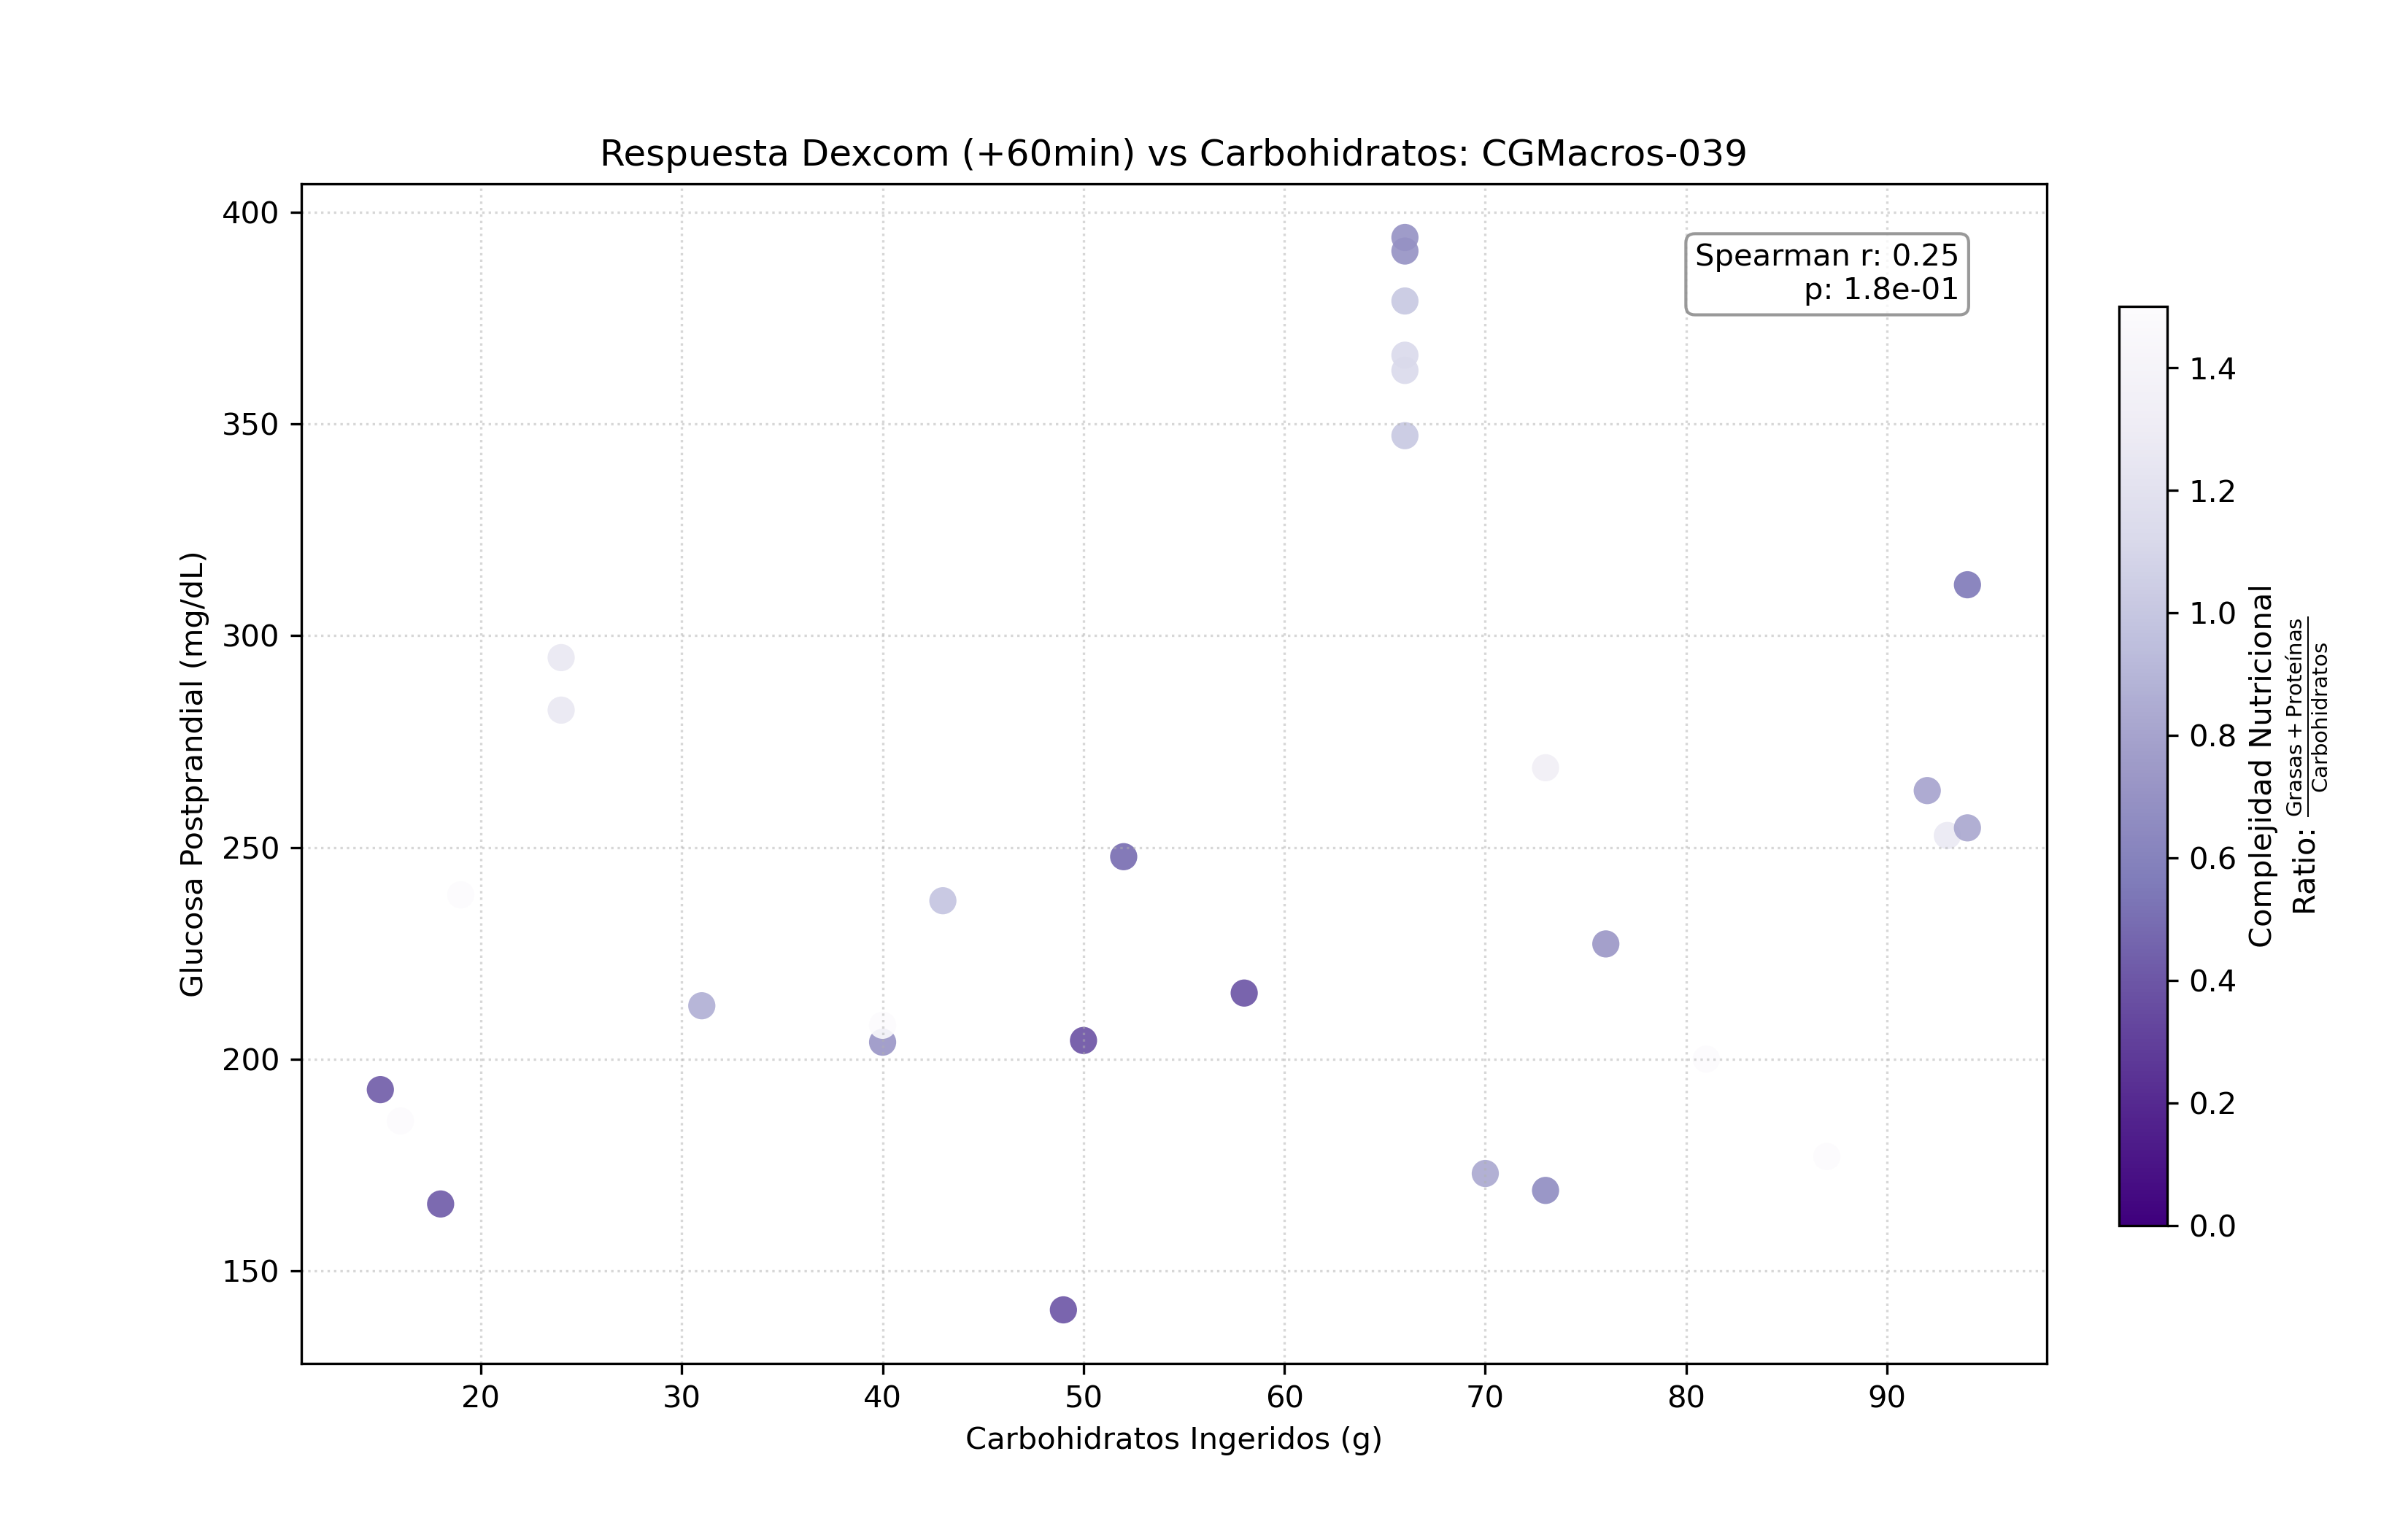 Respuesta Dexcom (+60min) vs Carbohidratos: CGMacros-039
Spearman r: 0.25
p: 1.8e-01
Glucosa Postprandial (mg/dL)
400
350
300
250
200
150
20
30
40
50
60
70
80
90
Carbohidratos Ingeridos (g)
1.4
1.2
1.0
0.8
0.6
0.4
0.2
0.0
Complejidad Nutricional
Ratio: Grasas + Proteínas
Carbohidratos